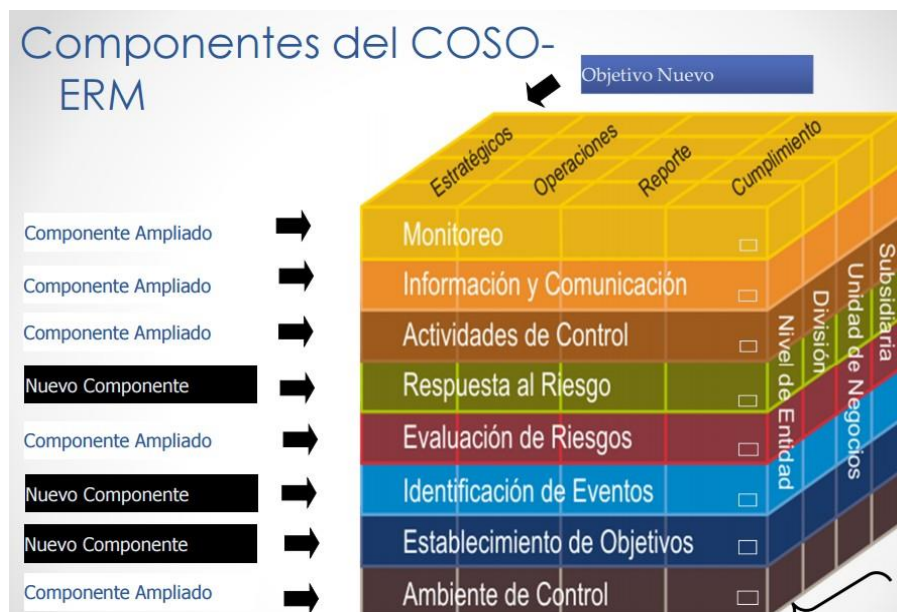 Componentes del COSO-
ERM
Objetivo Nuevo
Estratégicos
Operaciones
Reporte
Cumplimiento
Componente Ampliado
Monitoreo
Componente Ampliado
Información y Comunicación
Componente Ampliado
Actividades de Control
Nuevo Componente
Respuesta al Riesgo
Componente Ampliado
Evaluación de Riesgos
Nuevo Componente
Identificación de Eventos
Nuevo Componente
Establecimiento de Objetivos
Componente Ampliado
Ambiente de Control
Nivel de Entidad
División
Unidad de Negocios
Subsidiaria